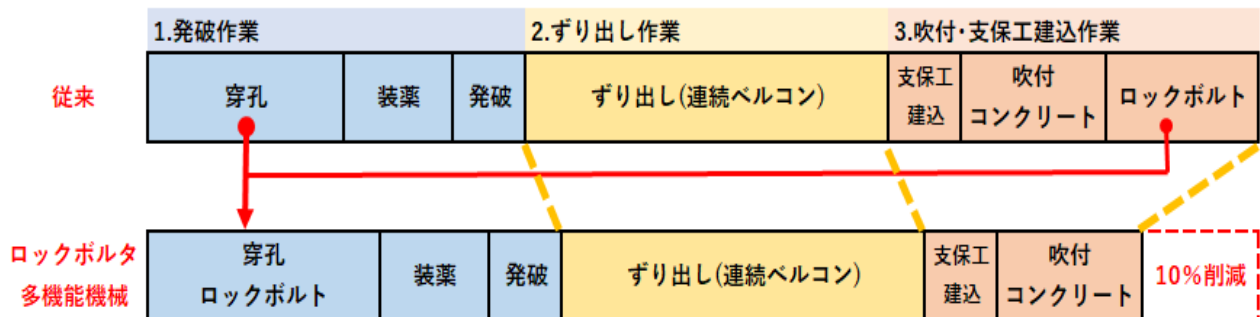 1.発破作業
2.ずり出し作業
3.吹付・支保工建込作業
従来
穿孔
装薬
発破
ずり出し(連続ベルコン)
支保工
建込
吹付
コンクリート
ロックボルト
ロックボルタ
多機能機械
穿孔
ロックボルト
装薬
発破
ずり出し(連続ベルコン)
支保工
建込
吹付
コンクリート
10%削減